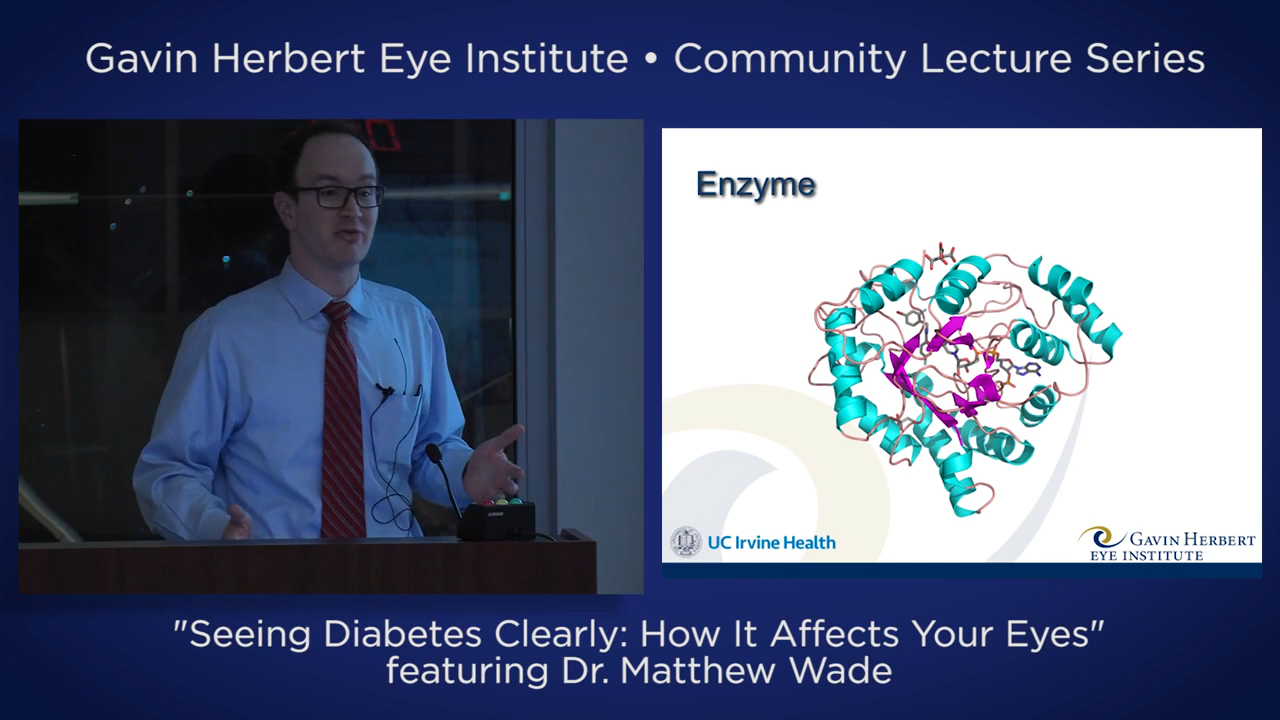 Gavin Herbert Eye Institute • Community Lecture Series
Enzyme
UC Irvine Health
GAVIN HERBERT
EYE INSTITUTE
"Seeing Diabetes Clearly: How It Affects Your Eyes"
featuring Dr. Matthew Wade